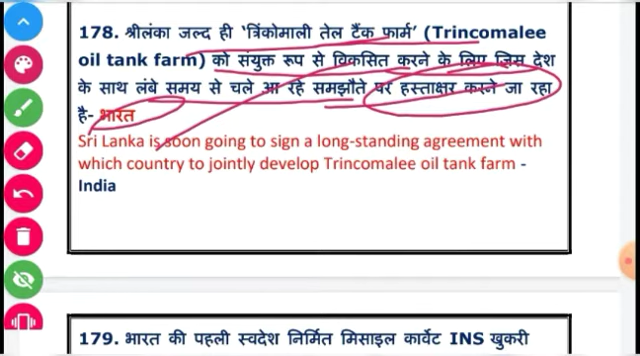 178. श्रीलंका जल्द ही ‘त्रिंकोमाली तेल टैंक फार्म’ (Trincomalee
oil tank farm) को संयुक्त रूप से विकसित करने के लिए जिस देश
के साथ लंबे समय से चले आ रहे समझौते पर हस्ताक्षर करने जा रहा
है- भारत
Sri Lanka is soon going to sign a long-standing agreement with
which country to jointly develop Trincomalee oil tank farm -
India
179. भारत की पहली स्वदेश निर्मित मिसाइल कार्वेट INS खुकरी